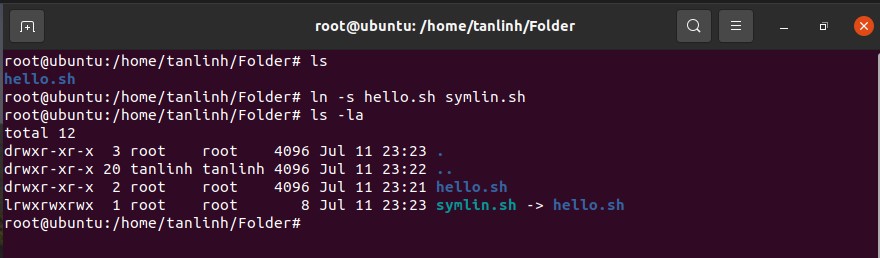 root@ubuntu: /home/tanlinh/Folder
root@ubuntu:/home/tanlinh/Folder# ls
hello.sh
root@ubuntu:/home/tanlinh/Folder# ln -s hello.sh symlin.sh
root@ubuntu:/home/tanlinh/Folder# ls -la
total 12
drwxr-xr-x  3 root    root    4096 Jul 11 23:23 .
drwxr-xr-x 20 tanlinh tanlinh 4096 Jul 11 23:22 ..
drwxr-xr-x  2 root    root    4096 Jul 11 23:21 hello.sh
lrwxrwxrwx  1 root    root       8 Jul 11 23:23 symlin.sh -> hello.sh
root@ubuntu:/home/tanlinh/Folder#